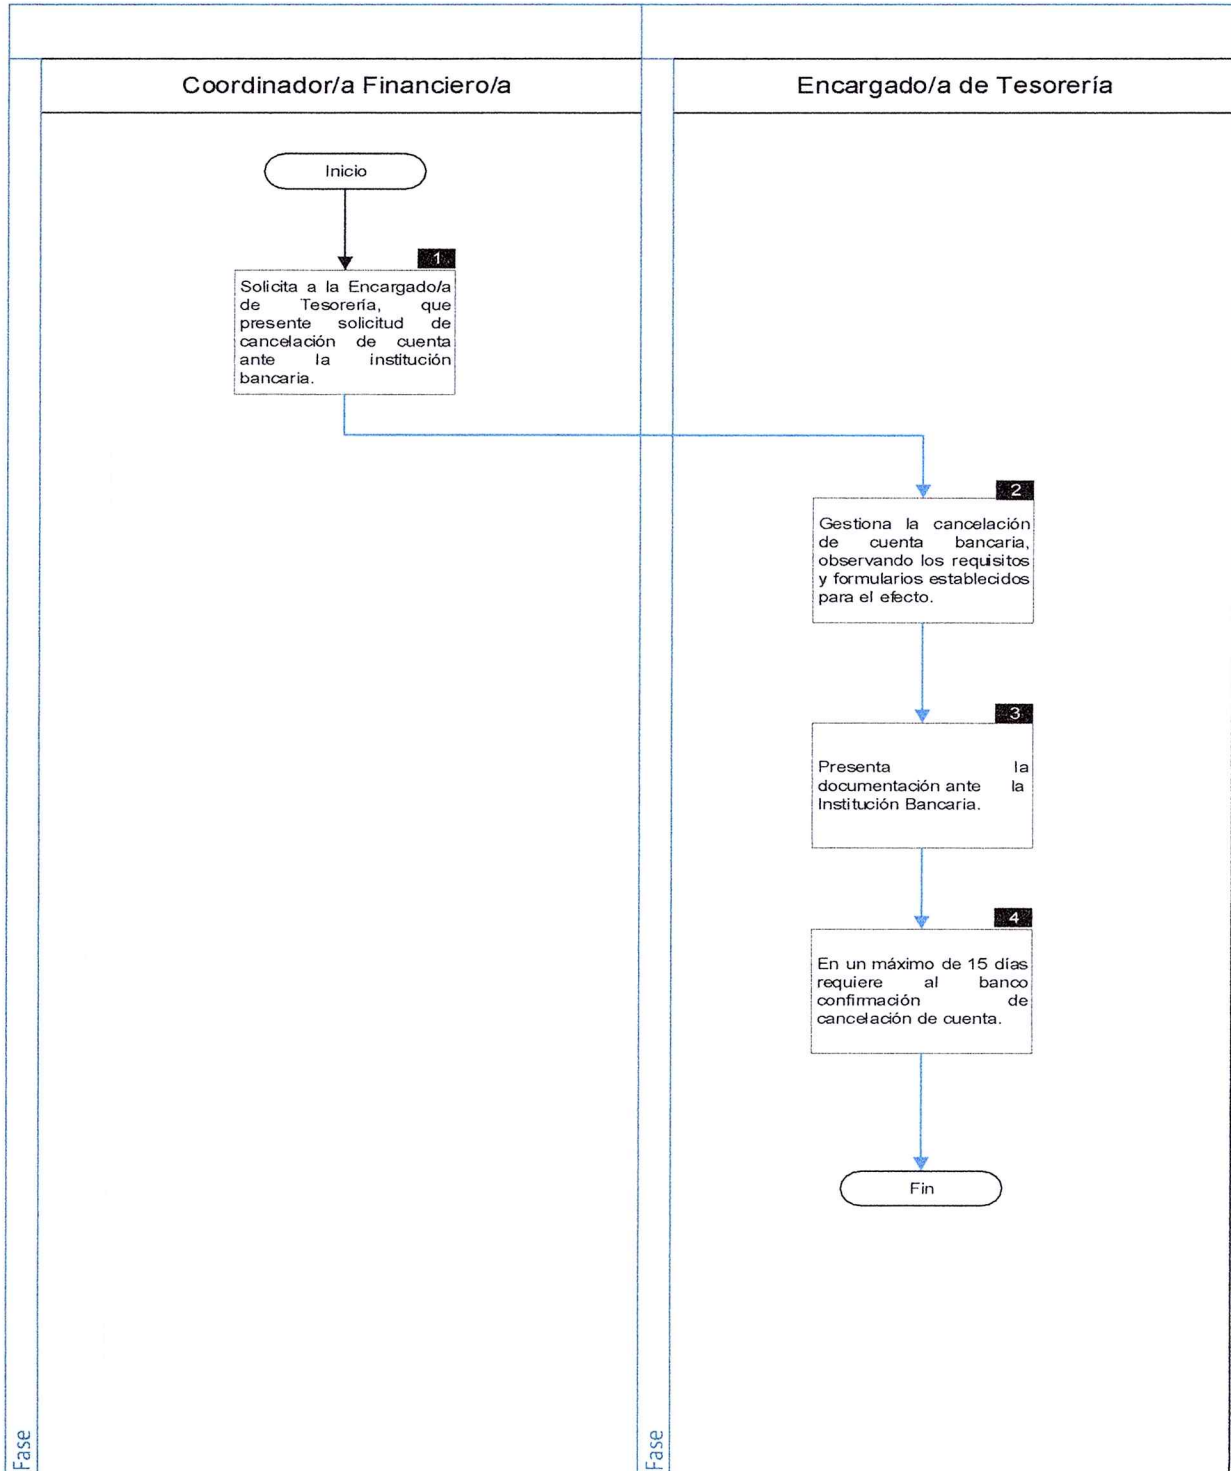 Coordinador/a Financiero/a
Encargado/a de Tesorería
Inicio
1
Solicita a la Encargado/a
de Tesorería, que
presente solicitud de
cancelación de cuenta
ante la institución
bancaria.
2
Gestiona la cancelación
de cuenta bancaria,
observando los requisitos
y formularios establecidos
para el efecto.
3
Presenta la
documentación ante la
Institución Bancaria.
4
En un máximo de 15 días
requiere al banco
confirmación de
cancelación de cuenta.
Fin
Fase
Fase